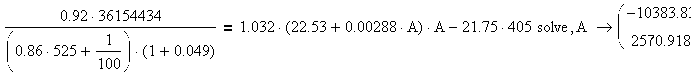 0.92 · 36154434 / ((0.86 · 525 + 1/100) · (1 + 0.049)) = 1.032 · (22.53 + 0.00288 · A) · A − 21.75 · 405 solve , A → (−10383.83
2570.918